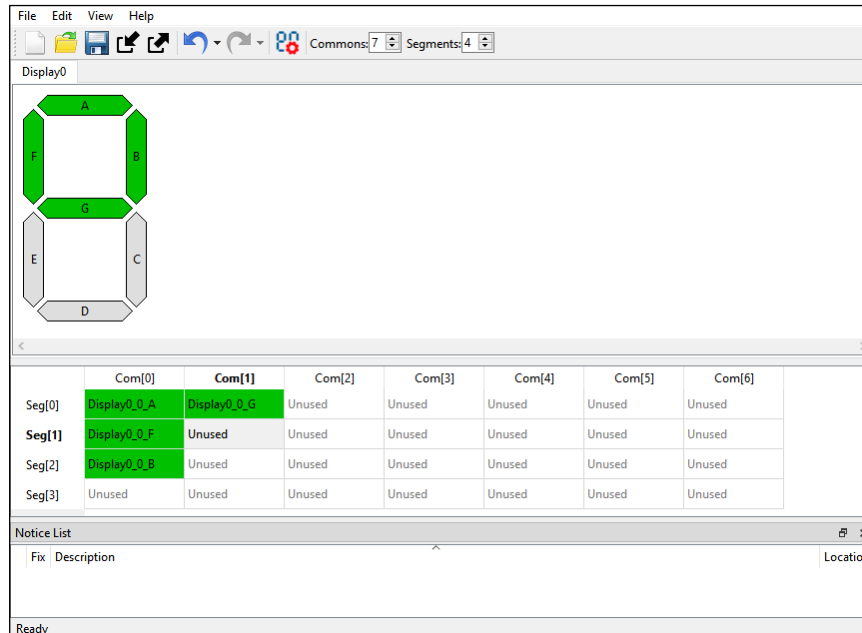 File Edit View Help
Commons: 7 Segments: 4
Display0
A
F B
G
E C
D
Com[0] Com[1] Com[2] Com[3] Com[4] Com[5] Com[6]
Seg[0] Display0_0_A Display0_0_G Unused Unused Unused Unused Unused
Seg[1] Display0_0_F Unused Unused Unused Unused Unused Unused
Seg[2] Display0_0_B Unused Unused Unused Unused Unused Unused
Seg[3] Unused Unused Unused Unused Unused Unused Unused
Notice List
Fix Description Locatio
Ready